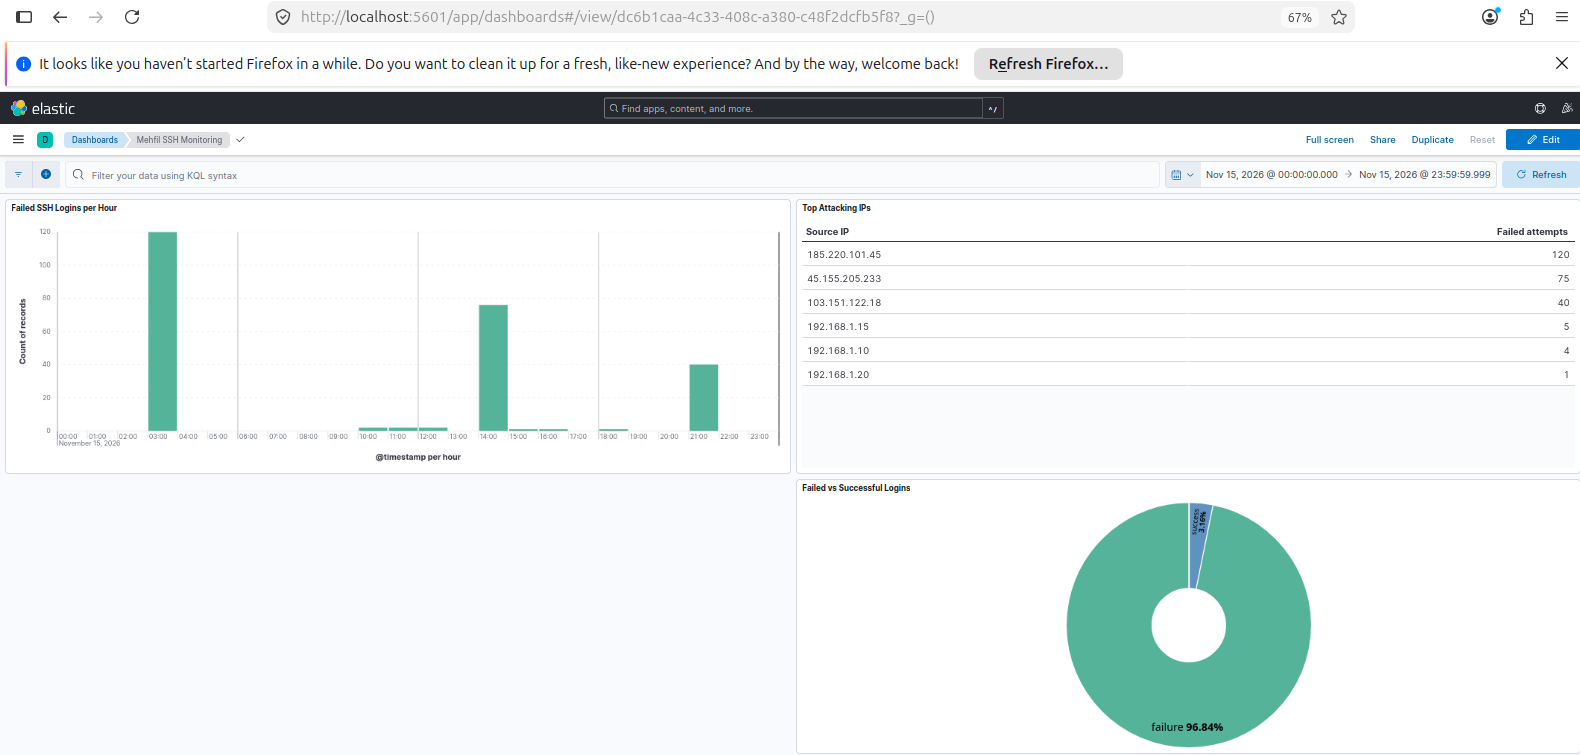 http://localhost:5601/app/dashboards#/view/dc6b1caa-4c33-408c-a380-c48f2dcfb5f8?_g=()
67%
It looks like you haven't started Firefox in a while. Do you want to clean it up for a fresh, like-new experience? And by the way, welcome back!
Refresh Firefox...
elastic
Find apps, content, and more.
^/
D
Dashboards
Mehfil SSH Monitoring
Full screen
Share
Duplicate
Reset
Edit
Filter your data using KQL syntax
Nov 15, 2026 @ 00:00:00.000 → Nov 15, 2026 @ 23:59:59.999
Refresh
Failed SSH Logins per Hour
120
100
80
60
40
20
0
Count of records
00:00 01:00 02:00 03:00 04:00 05:00 06:00 07:00 08:00 09:00 10:00 11:00 12:00 13:00 14:00 15:00 16:00 17:00 18:00 19:00 20:00 21:00 22:00 23:00
November 15, 2026
@timestamp per hour
Top Attacking IPs
Source IP Failed attempts
185.220.101.45 120
45.155.205.233 75
103.151.122.18 40
192.168.1.15 5
192.168.1.10 4
192.168.1.20 1
Failed vs Successful Logins
success
3.16%
failure 96.84%